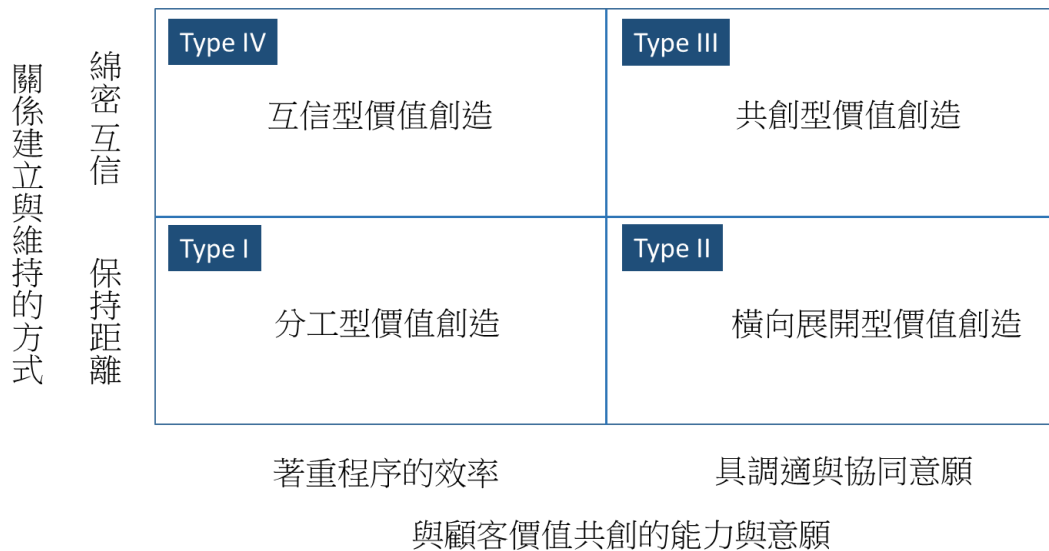 關係建立與維持的方式
綿密互信
保持距離
Type IV
互信型價值創造
Type III
共創型價值創造
Type I
分工型價值創造
Type II
橫向展開型價值創造
著重程序的效率
具調適與協同意願
與顧客價值共創的能力與意願